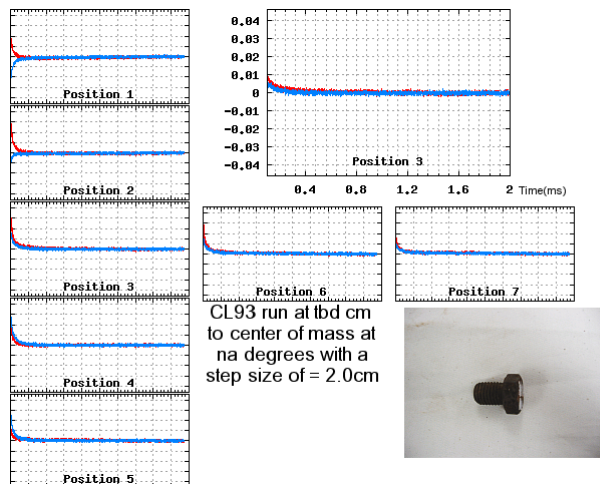 Position 1
Position 2
Position 3
Position 4
Position 5
0.04
0.03
0.02
0.01
0
-0.01
-0.02
-0.03
-0.04
Position 3
0.4 0.8 1.2 1.6 2 Time(ms)
Position 6
Position 7
CL93 run at tbd cm
to center of mass at
na degrees with a
step size of = 2.0cm